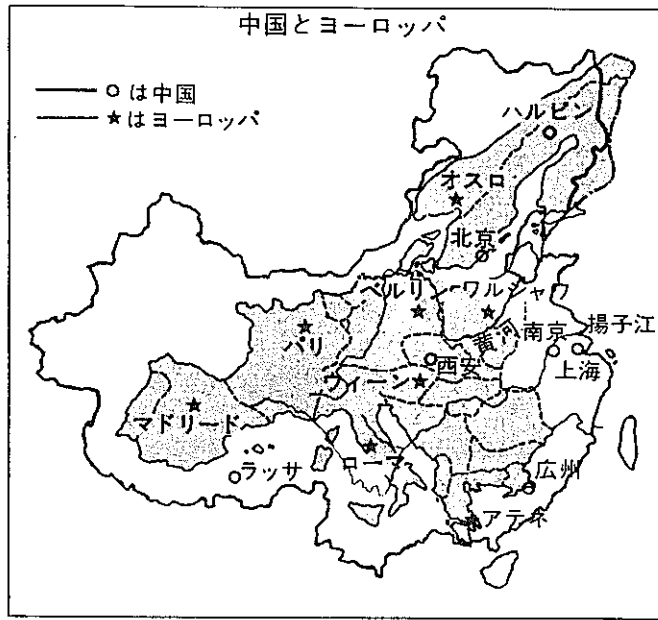 中国とヨーロッパ
○は中国
★はヨーロッパ
ハルビン
オスロ
北京
ベルリン
ワルシャワ
パリ
黄河
南京
揚子江
西安
上海
ウィーン
マドリード
ローマ
ラッサ
広州
アテネ